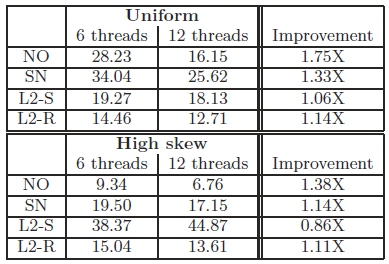 Uniform
6 threads 12 threads Improvement
NO 28.23 16.15 1.75X
SN 34.04 25.62 1.33X
L2-S 19.27 18.13 1.06X
L2-R 14.46 12.71 1.14X
High skew
6 threads 12 threads Improvement
NO 9.34 6.76 1.38X
SN 19.50 17.15 1.14X
L2-S 38.37 44.87 0.86X
L2-R 15.04 13.61 1.11X